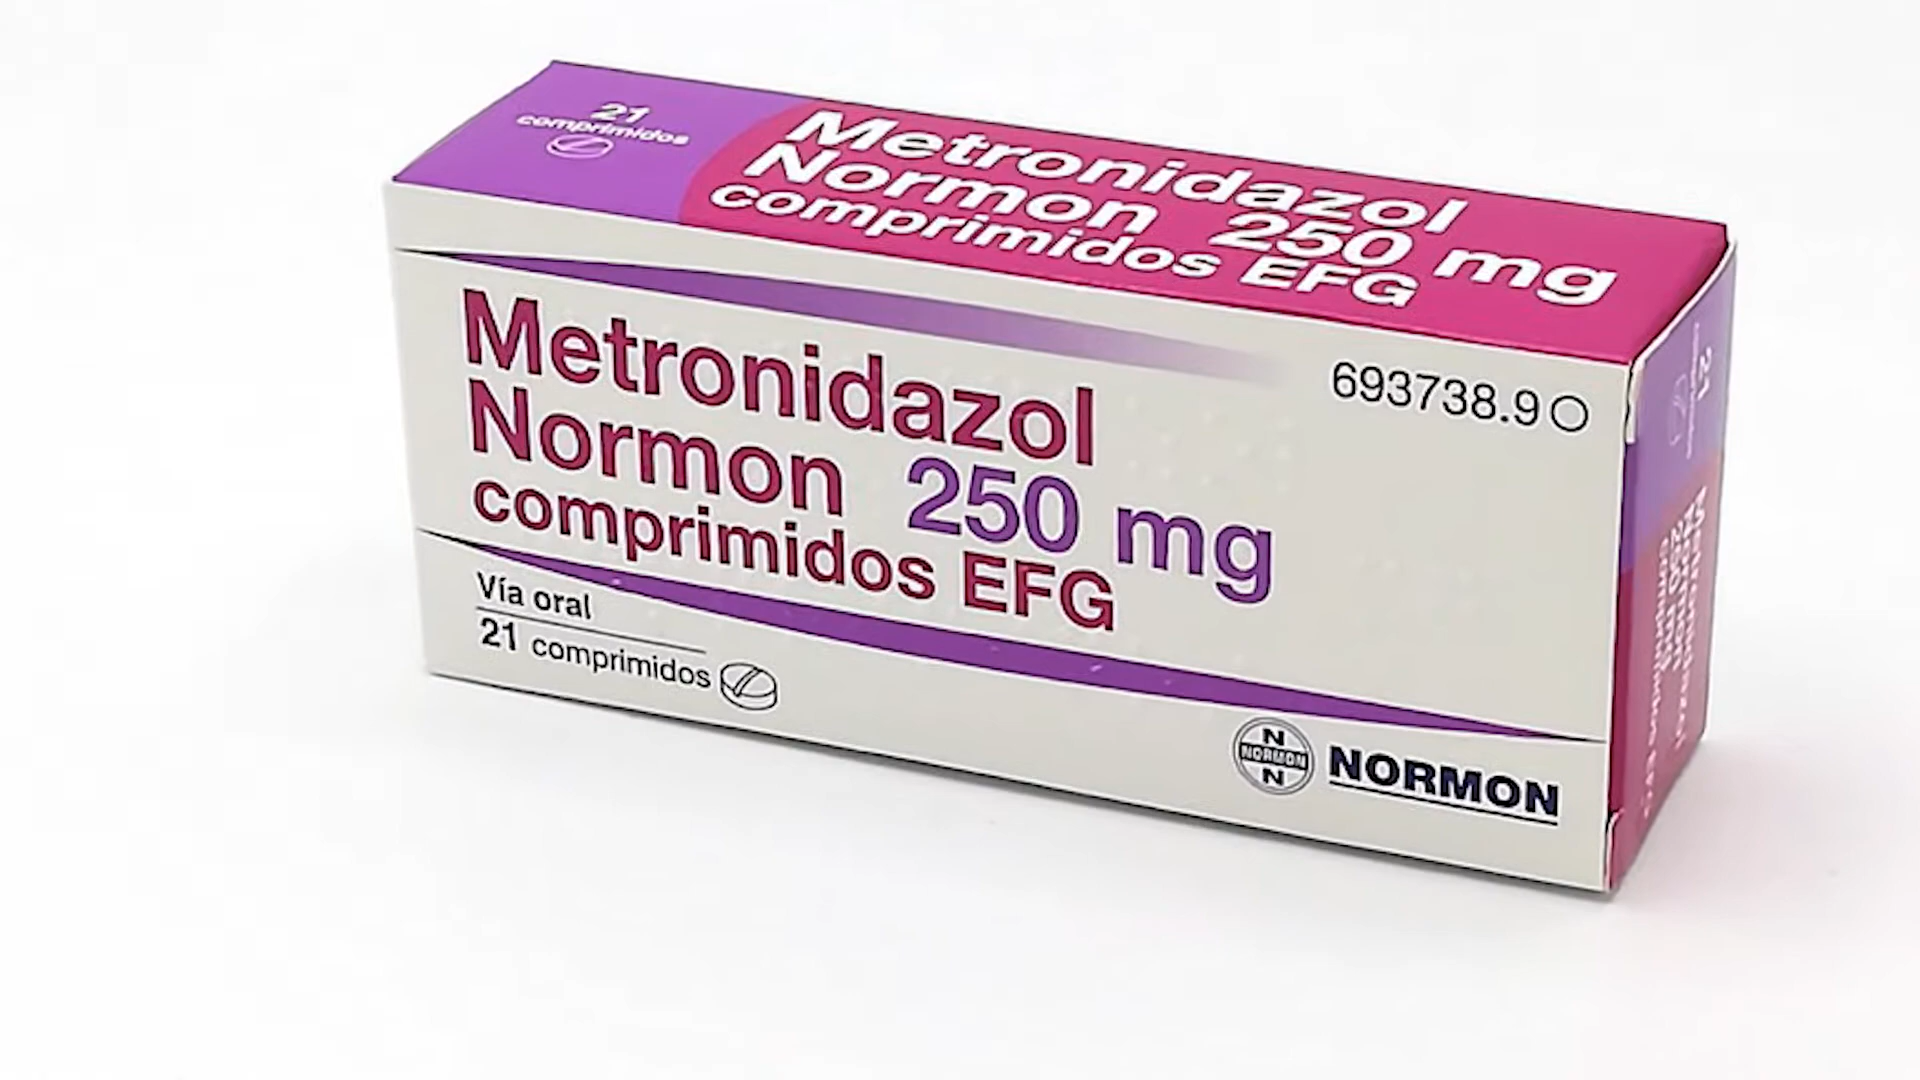 21
comprimidos
Metronidazol
Normon 250 mg
comprimidos EFG
693738.9
Metronidazol
Normon 250 mg
comprimidos EFG
Vía oral
21 comprimidos
N
NORMON
N
NORMON
21